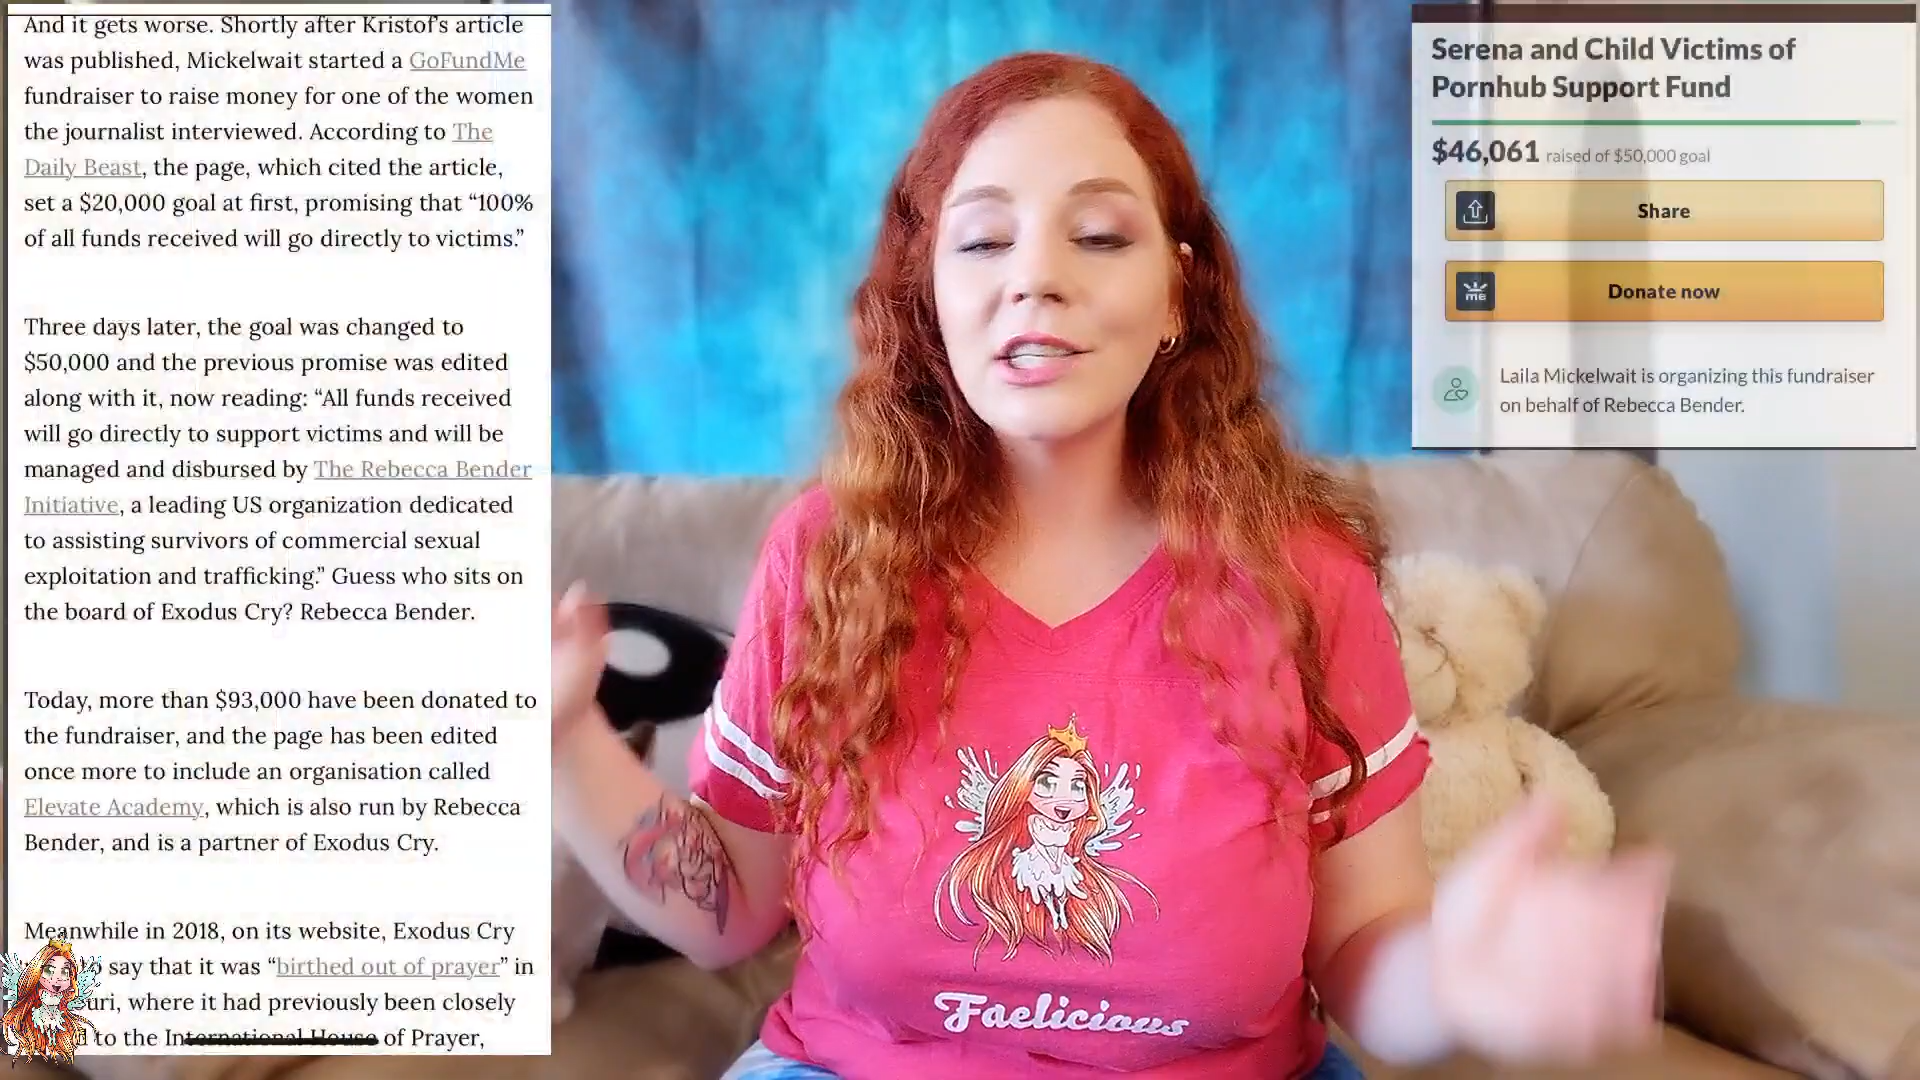 And it gets worse. Shortly after Kristof's article
was published, Mickelwait started a GoFundMe
fundraiser to raise money for one of the women
the journalist interviewed. According to The
Daily Beast, the page, which cited the article,
set a $20,000 goal at first, promising that “100%
of all funds received will go directly to victims.”
Three days later, the goal was changed to
$50,000 and the previous promise was edited
along with it, now reading: “All funds received
will go directly to support victims and will be
managed and disbursed by The Rebecca Bender
Initiative, a leading US organization dedicated
to assisting survivors of commercial sexual
exploitation and trafficking.” Guess who sits on
the board of Exodus Cry? Rebecca Bender.
Today, more than $93,000 have been donated to
the fundraiser, and the page has been edited
once more to include an organisation called
Elevate Academy, which is also run by Rebecca
Bender, and is a partner of Exodus Cry.
Meanwhile in 2018, on its website, Exodus Cry
to say that it was “birthed out of prayer” in
uri, where it had previously been closely
d to the International House of Prayer,
Serena and Child Victims of
Pornhub Support Fund
$46,061 raised of $50,000 goal
Share
me Donate now
Laila Mickelwait is organizing this fundraiser
on behalf of Rebecca Bender.
Faelicious